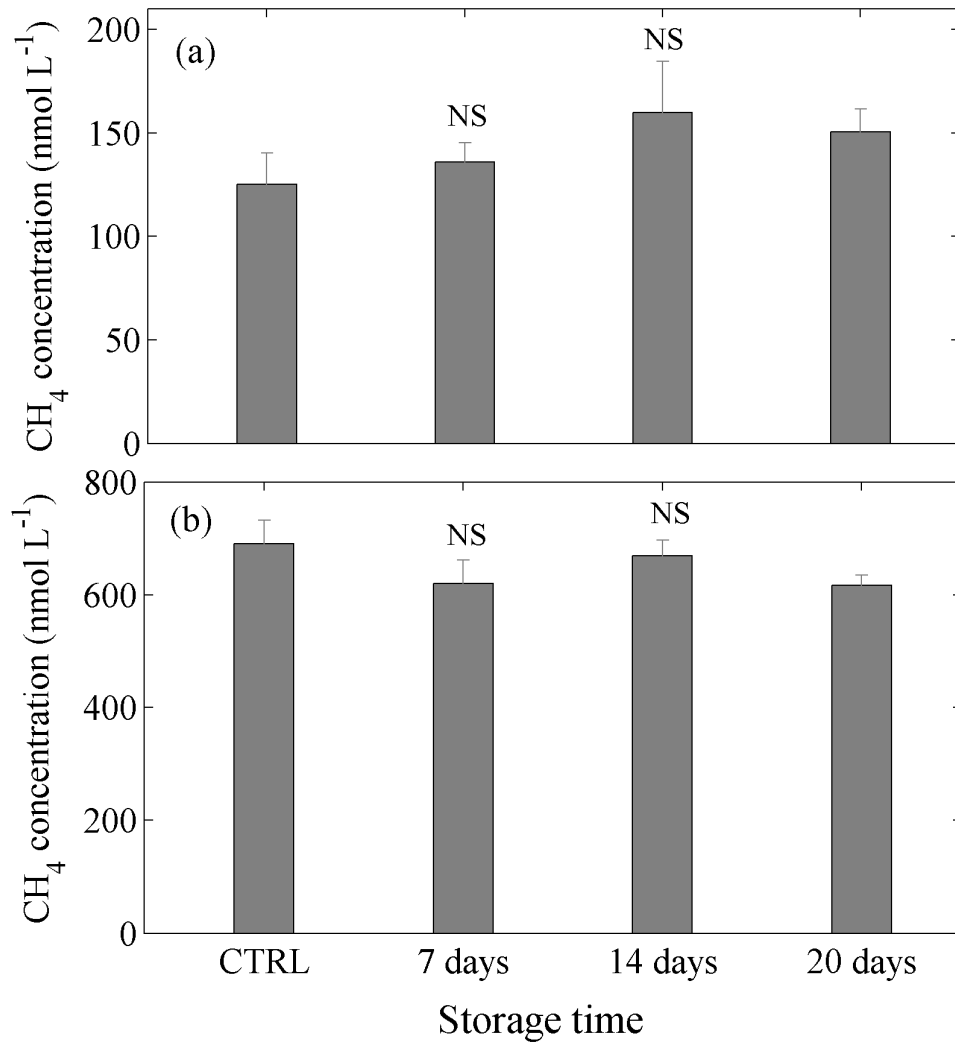 CH₄ concentration (nmol L⁻¹)
200
150
100
50
0
(a)
NS
NS
CH₄ concentration (nmol L⁻¹)
800
600
400
200
0
(b)
NS
NS
CTRL 7 days 14 days 20 days
Storage time